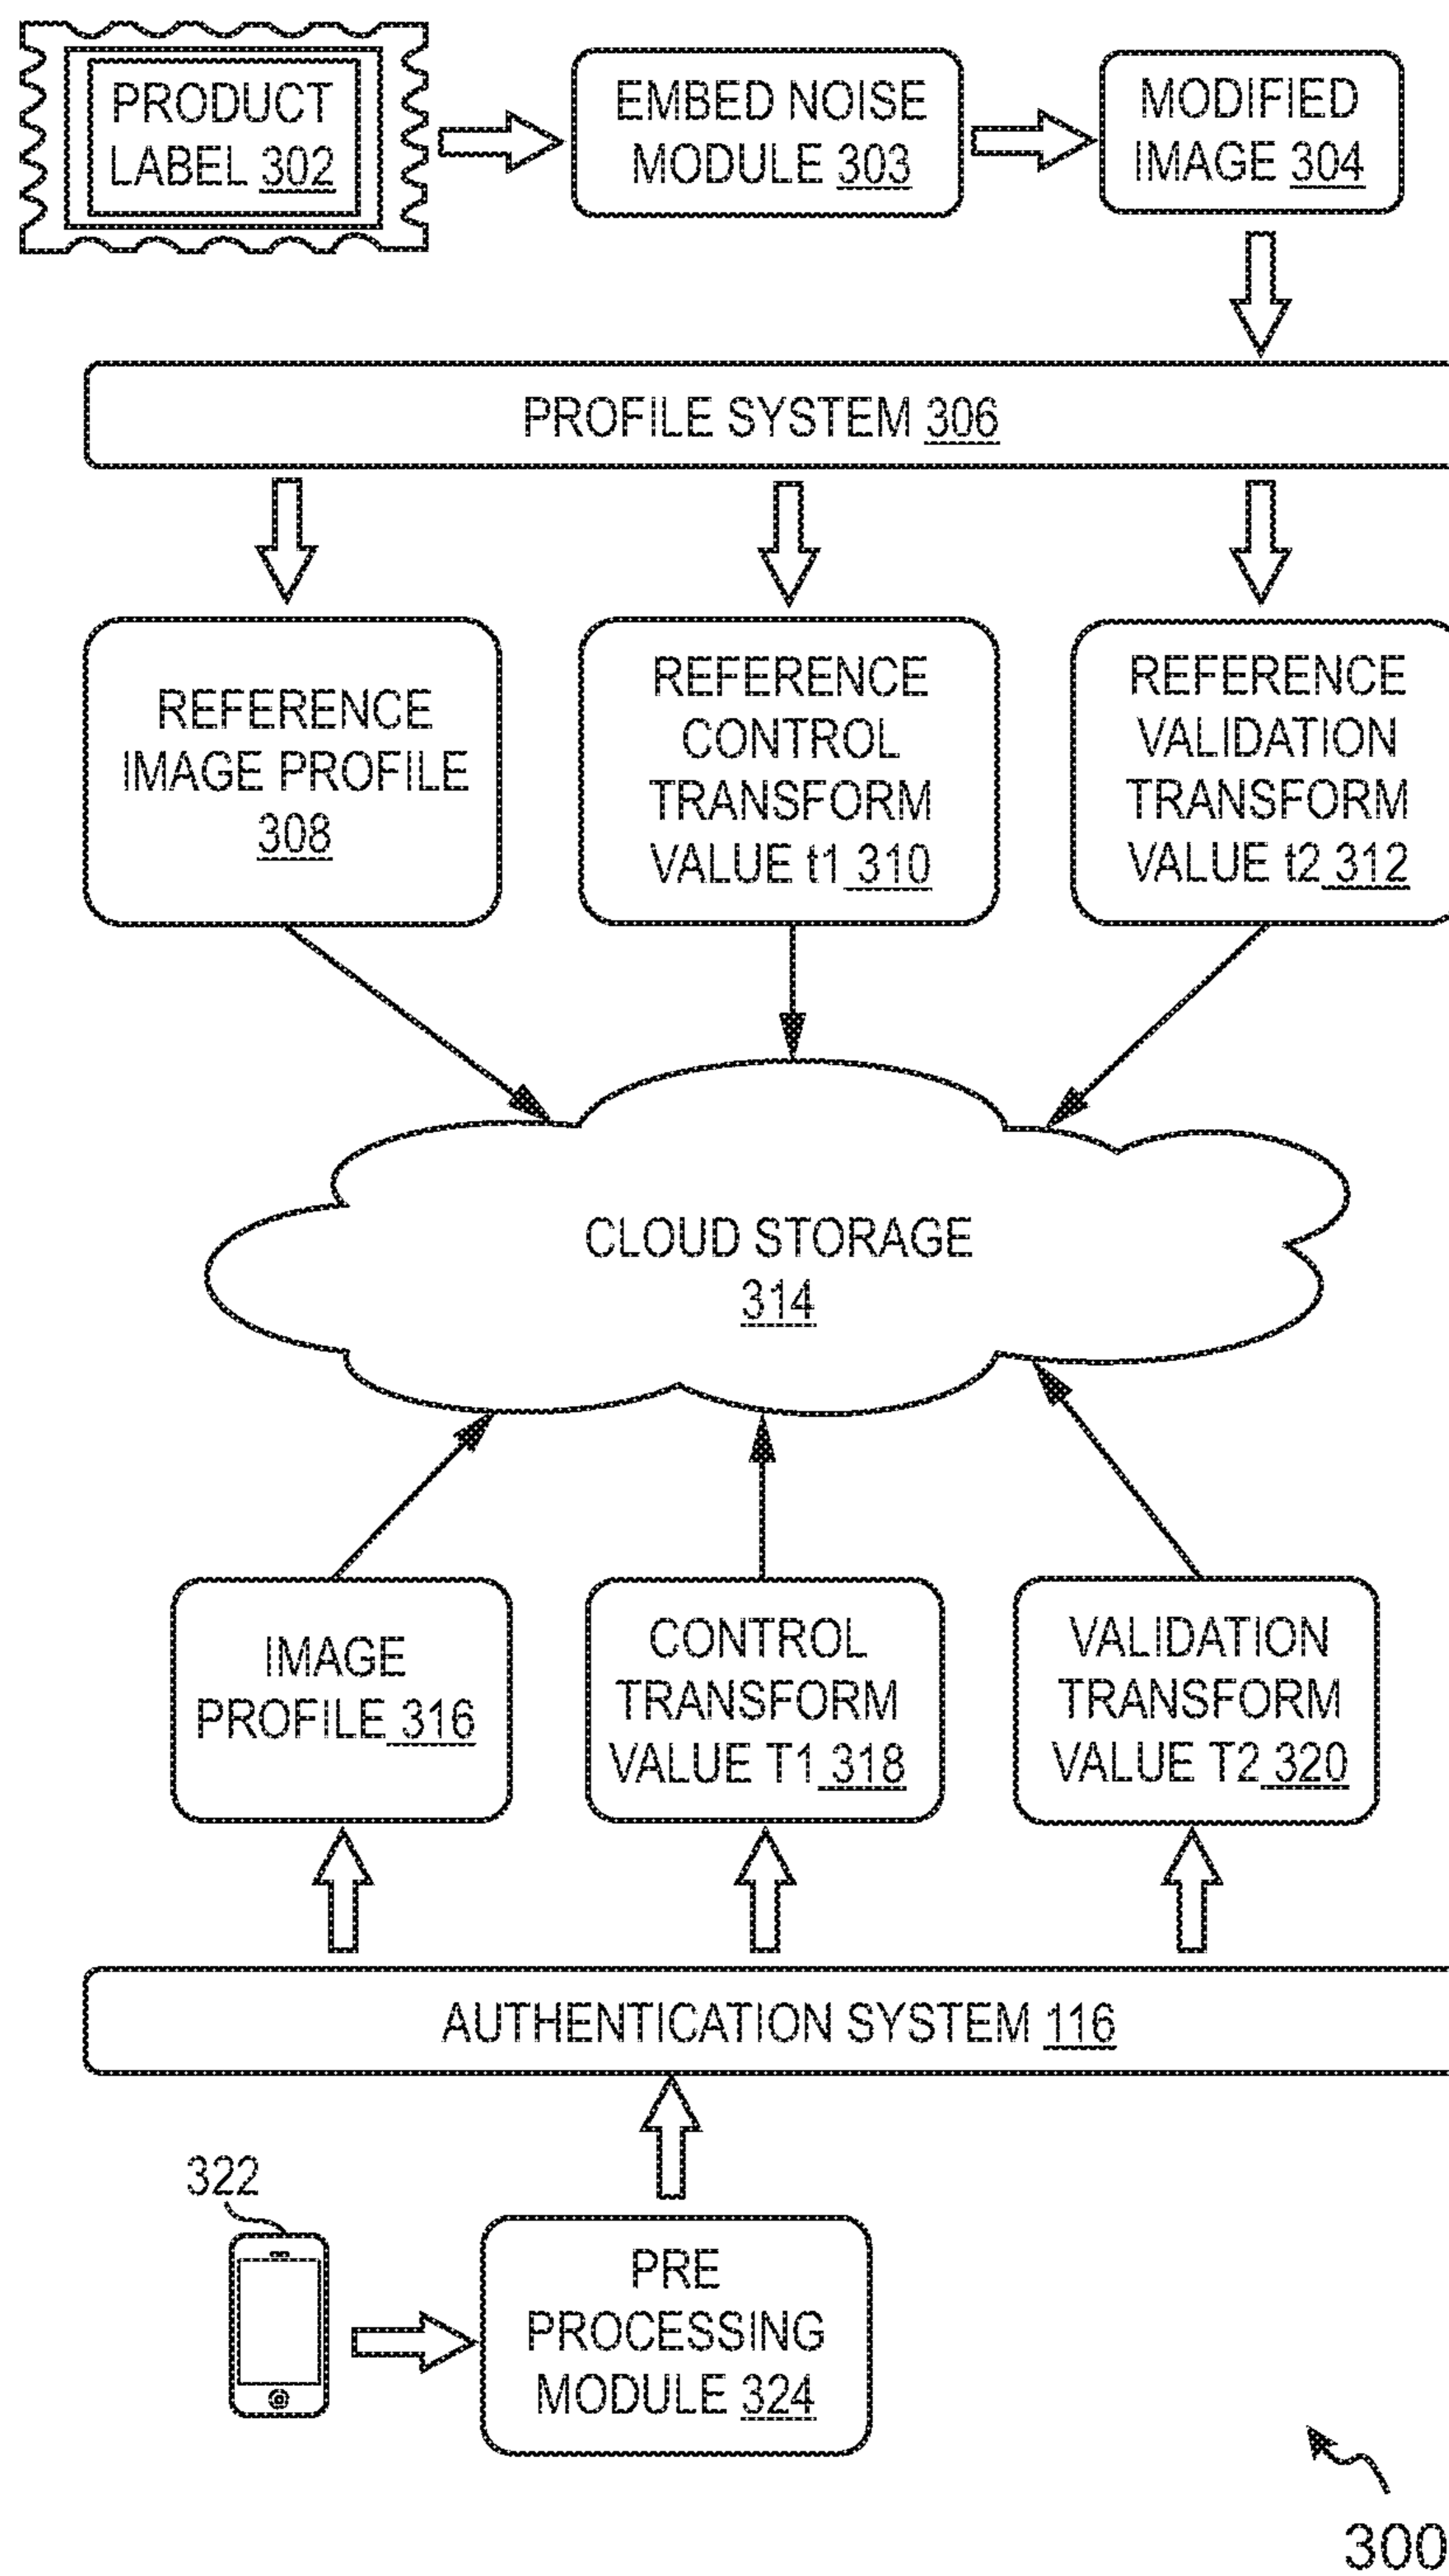 PRODUCT
LABEL 302
EMBED NOISE
MODULE 303
MODIFIED
IMAGE 304
PROFILE SYSTEM 306
REFERENCE
IMAGE PROFILE
308
REFERENCE
CONTROL
TRANSFORM
VALUE t1 310
REFERENCE
VALIDATION
TRANSFORM
VALUE t2 312
CLOUD STORAGE
314
IMAGE
PROFILE 316
CONTROL
TRANSFORM
VALUE T1 318
VALIDATION
TRANSFORM
VALUE T2 320
AUTHENTICATION SYSTEM 116
322
PRE
PROCESSING
MODULE 324
300